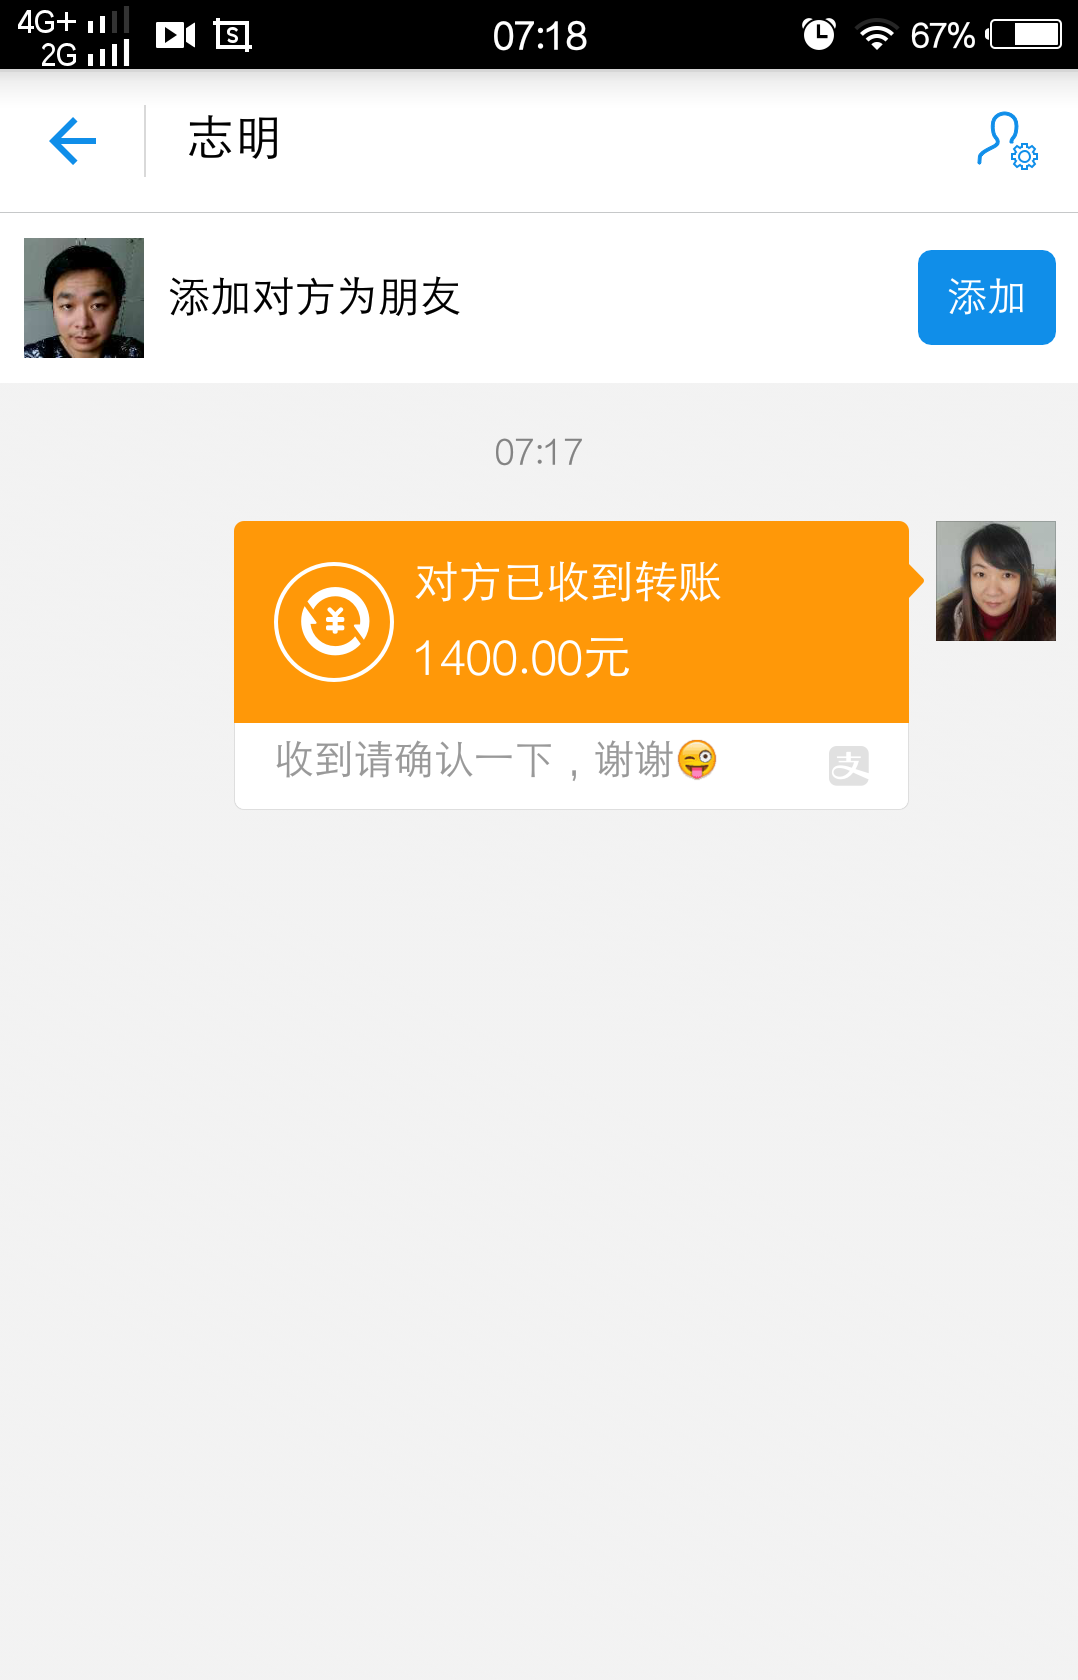 4G+
2G
07:18
67%
志明
添加对方为朋友
添加
07:17
对方已收到转账
1400.00元
收到请确认一下，谢谢😜
支